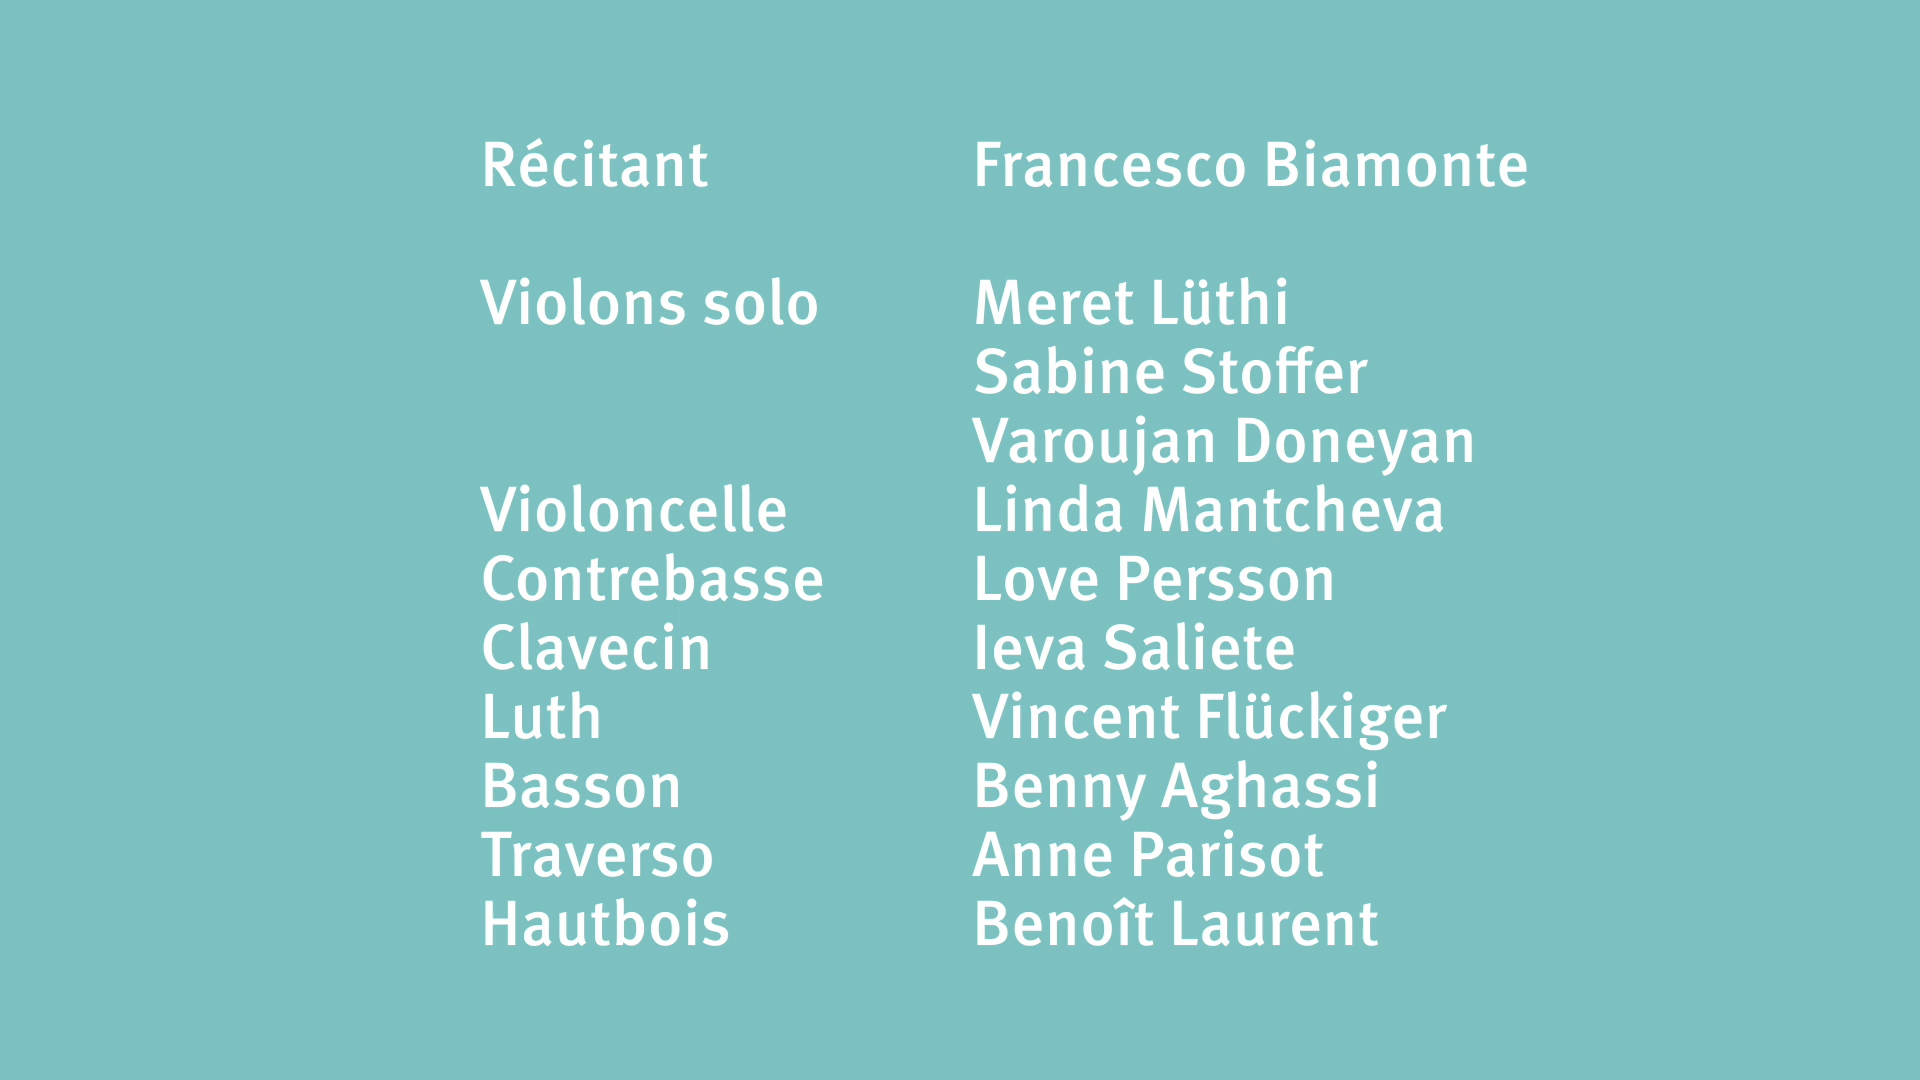 Récitant Francesco Biamonte
Violons solo Meret Lüthi
Sabine Stoffer
Varoujan Doneyan
Violoncelle Linda Mantcheva
Contrebasse Love Persson
Clavecin Ieva Saliete
Luth Vincent Flückiger
Basson Benny Aghassi
Traverso Anne Parisot
Hautbois Benoît Laurent